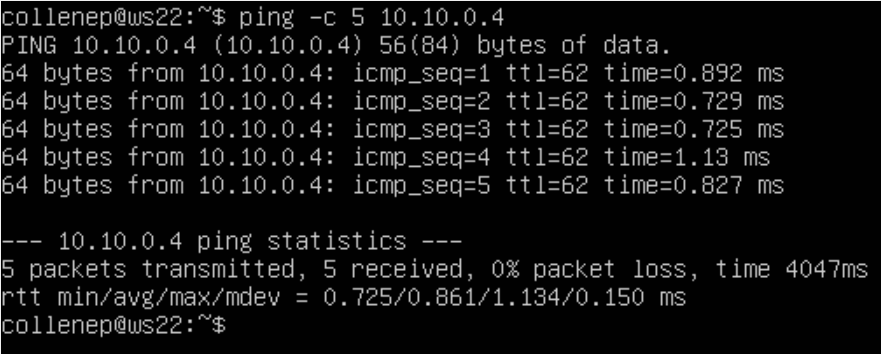 collenep@ws22:~$ ping -c 5 10.10.0.4
PING 10.10.0.4 (10.10.0.4) 56(84) bytes of data.
64 bytes from 10.10.0.4: icmp_seq=1 ttl=62 time=0.892 ms
64 bytes from 10.10.0.4: icmp_seq=2 ttl=62 time=0.729 ms
64 bytes from 10.10.0.4: icmp_seq=3 ttl=62 time=0.725 ms
64 bytes from 10.10.0.4: icmp_seq=4 ttl=62 time=1.13 ms
64 bytes from 10.10.0.4: icmp_seq=5 ttl=62 time=0.827 ms

--- 10.10.0.4 ping statistics ---
5 packets transmitted, 5 received, 0% packet loss, time 4047ms
rtt min/avg/max/mdev = 0.725/0.861/1.134/0.150 ms
collenep@ws22:~$